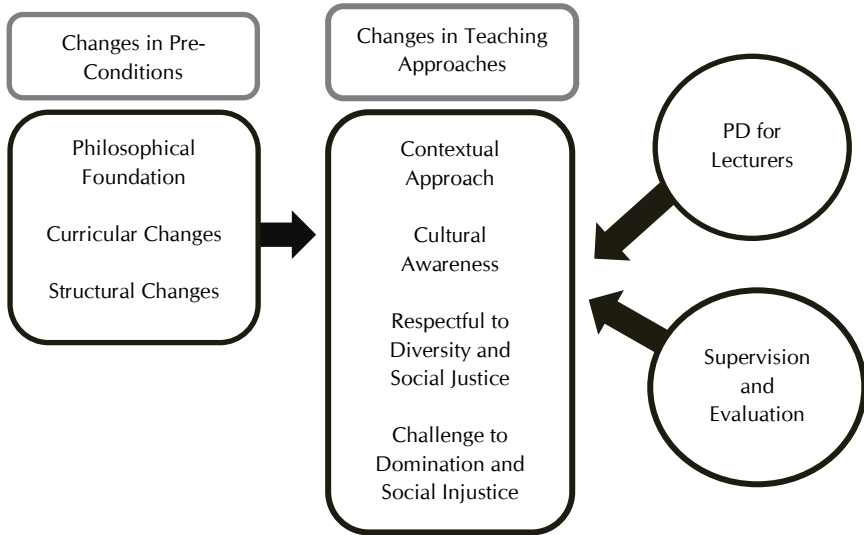 Changes in Pre-
Conditions
Changes in Teaching
Approaches
Philosophical
Foundation
Curricular Changes
Structural Changes
Contextual
Approach
Cultural
Awareness
Respectful to
Diversity and
Social Justice
Challenge to
Domination and
Social Injustice
PD for
Lecturers
Supervision
and
Evaluation